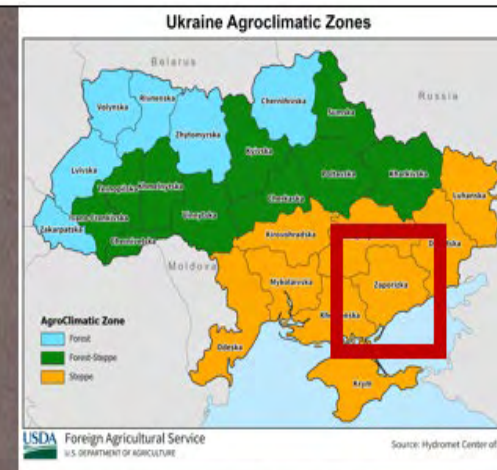 Ukraine Agroclimatic Zones
Belarus
Russia
Volynska
Rivnenska
Chernihivska
Sumska
Zhytomyrska
Kyivska
Lvivska
Poltavska
Kharkivska
Ternopilska
Khmelnytska
Cherkaska
Luhanska
Ivano-Frankivska
Vinnytska
Zakarpatska
Chernivetska
Kirovohradska
Moldova
Zaporizka
Mykolaivska
AgroClimatic Zone
Forest
Forest-Steppe
Steppe
Odeska
Krym
USDA Foreign Agricultural Service
U.S. DEPARTMENT OF AGRICULTURE
Source: Hydromet Center of